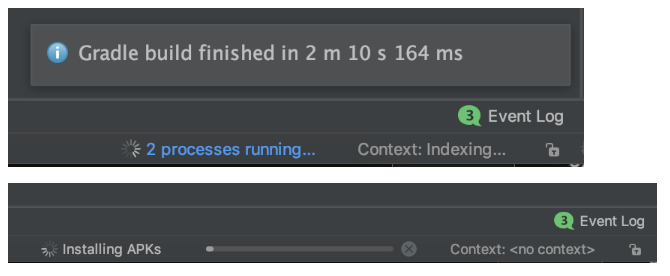 Gradle build finished in 2 m 10 s 164 ms
3 Event Log
2 processes running... Context: Indexing...
3 Event Log
Installing APKs Context: <no context>